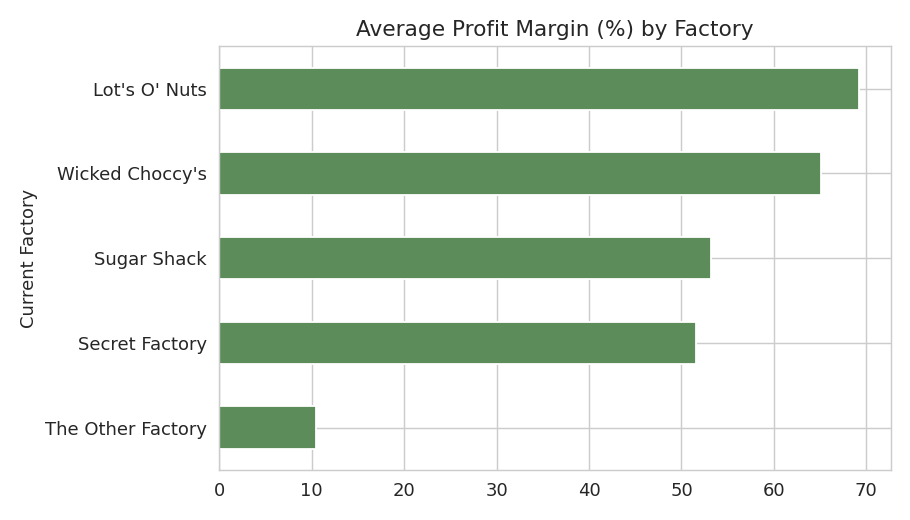 Average Profit Margin (%) by Factory
Current Factory
Lot's O' Nuts
Wicked Choccy's
Sugar Shack
Secret Factory
The Other Factory
0 10 20 30 40 50 60 70